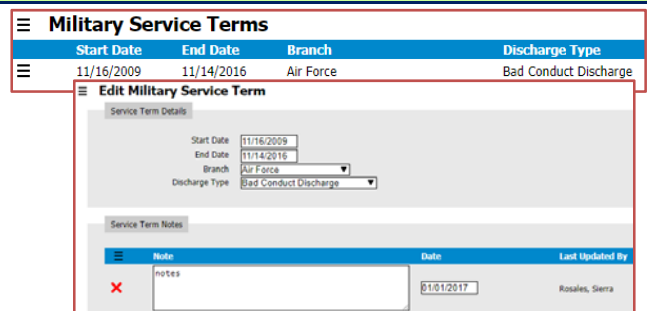 Military Service Terms
Start Date End Date Branch Discharge Type
11/16/2009 11/14/2016 Air Force Bad Conduct Discharge
Edit Military Service Term
Service Term Details
Start Date 11/16/2009
End Date 11/14/2016
Branch Air Force
Discharge Type Bad Conduct Discharge
Service Term Notes
Note Date Last Updated By
notes
01/01/2017 Rosales, Sierra